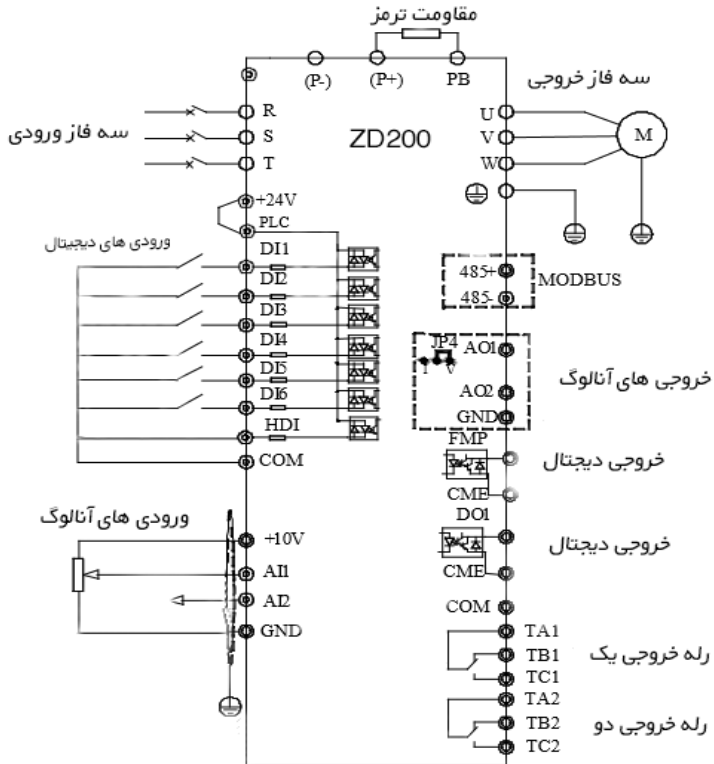 مقاومت ترمز
(P-) (P+) PB
سه فاز خروجی
سه فاز ورودی
R
S
T
ZD200
U
V
W
M
+24V
PLC
ورودی های دیجیتال
DI1
DI2
DI3
DI4
DI5
DI6
HDI
COM
485+
485-
MODBUS
JP4
I V
AO1
AO2
GND
خروجی های آنالوگ
FMP
CME
خروجی دیجتال
DO1
CME
خروجی دیجتال
COM
ورودی های آنالوگ
+10V
AI1
AI2
GND
TA1
TB1
TC1
رله خروجی یک
TA2
TB2
TC2
رله خروجی دو